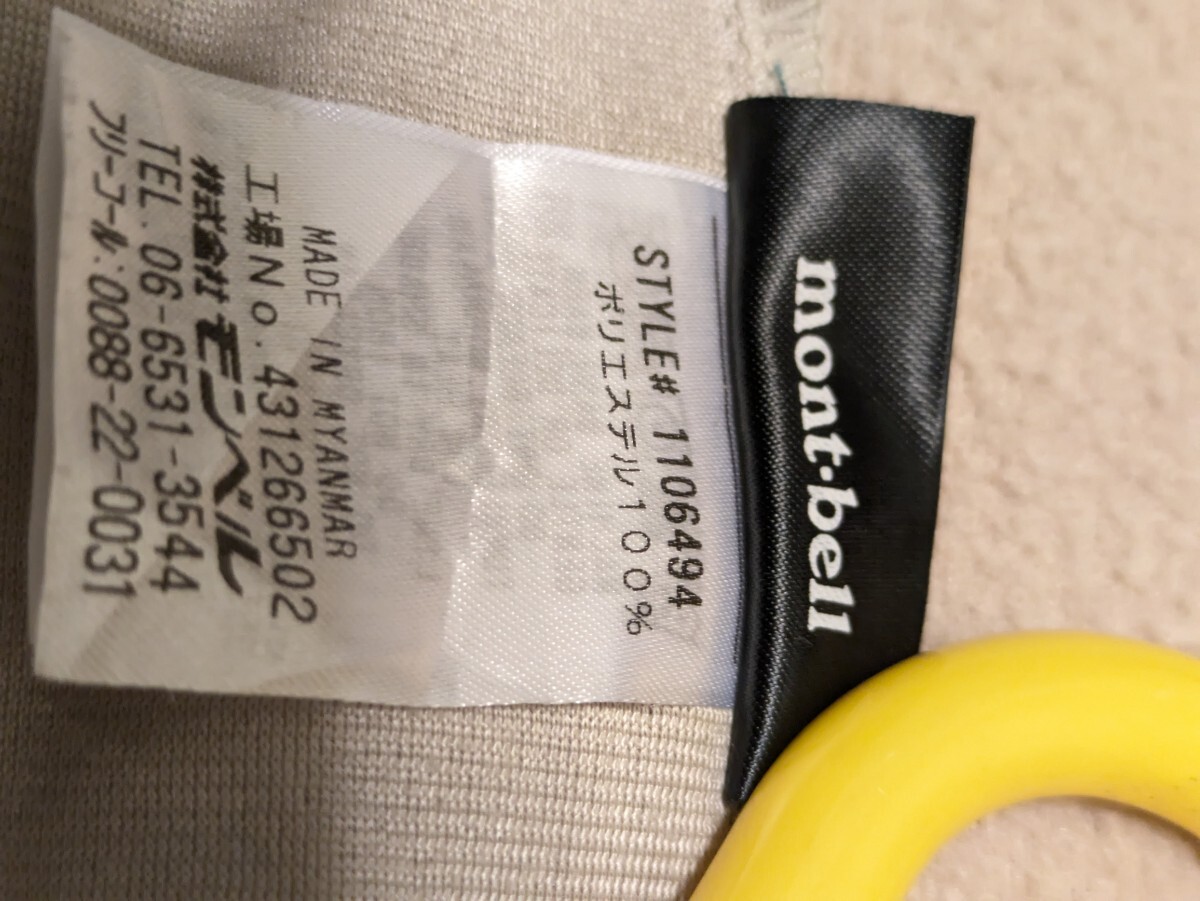 mont-bell
STYLE# 1106494
ポリエステル100%
MADE IN MYANMAR
工場No. 431266502
株式会社モンベル
TEL. 06-6531-3544
フリーコール:0088-22-0031